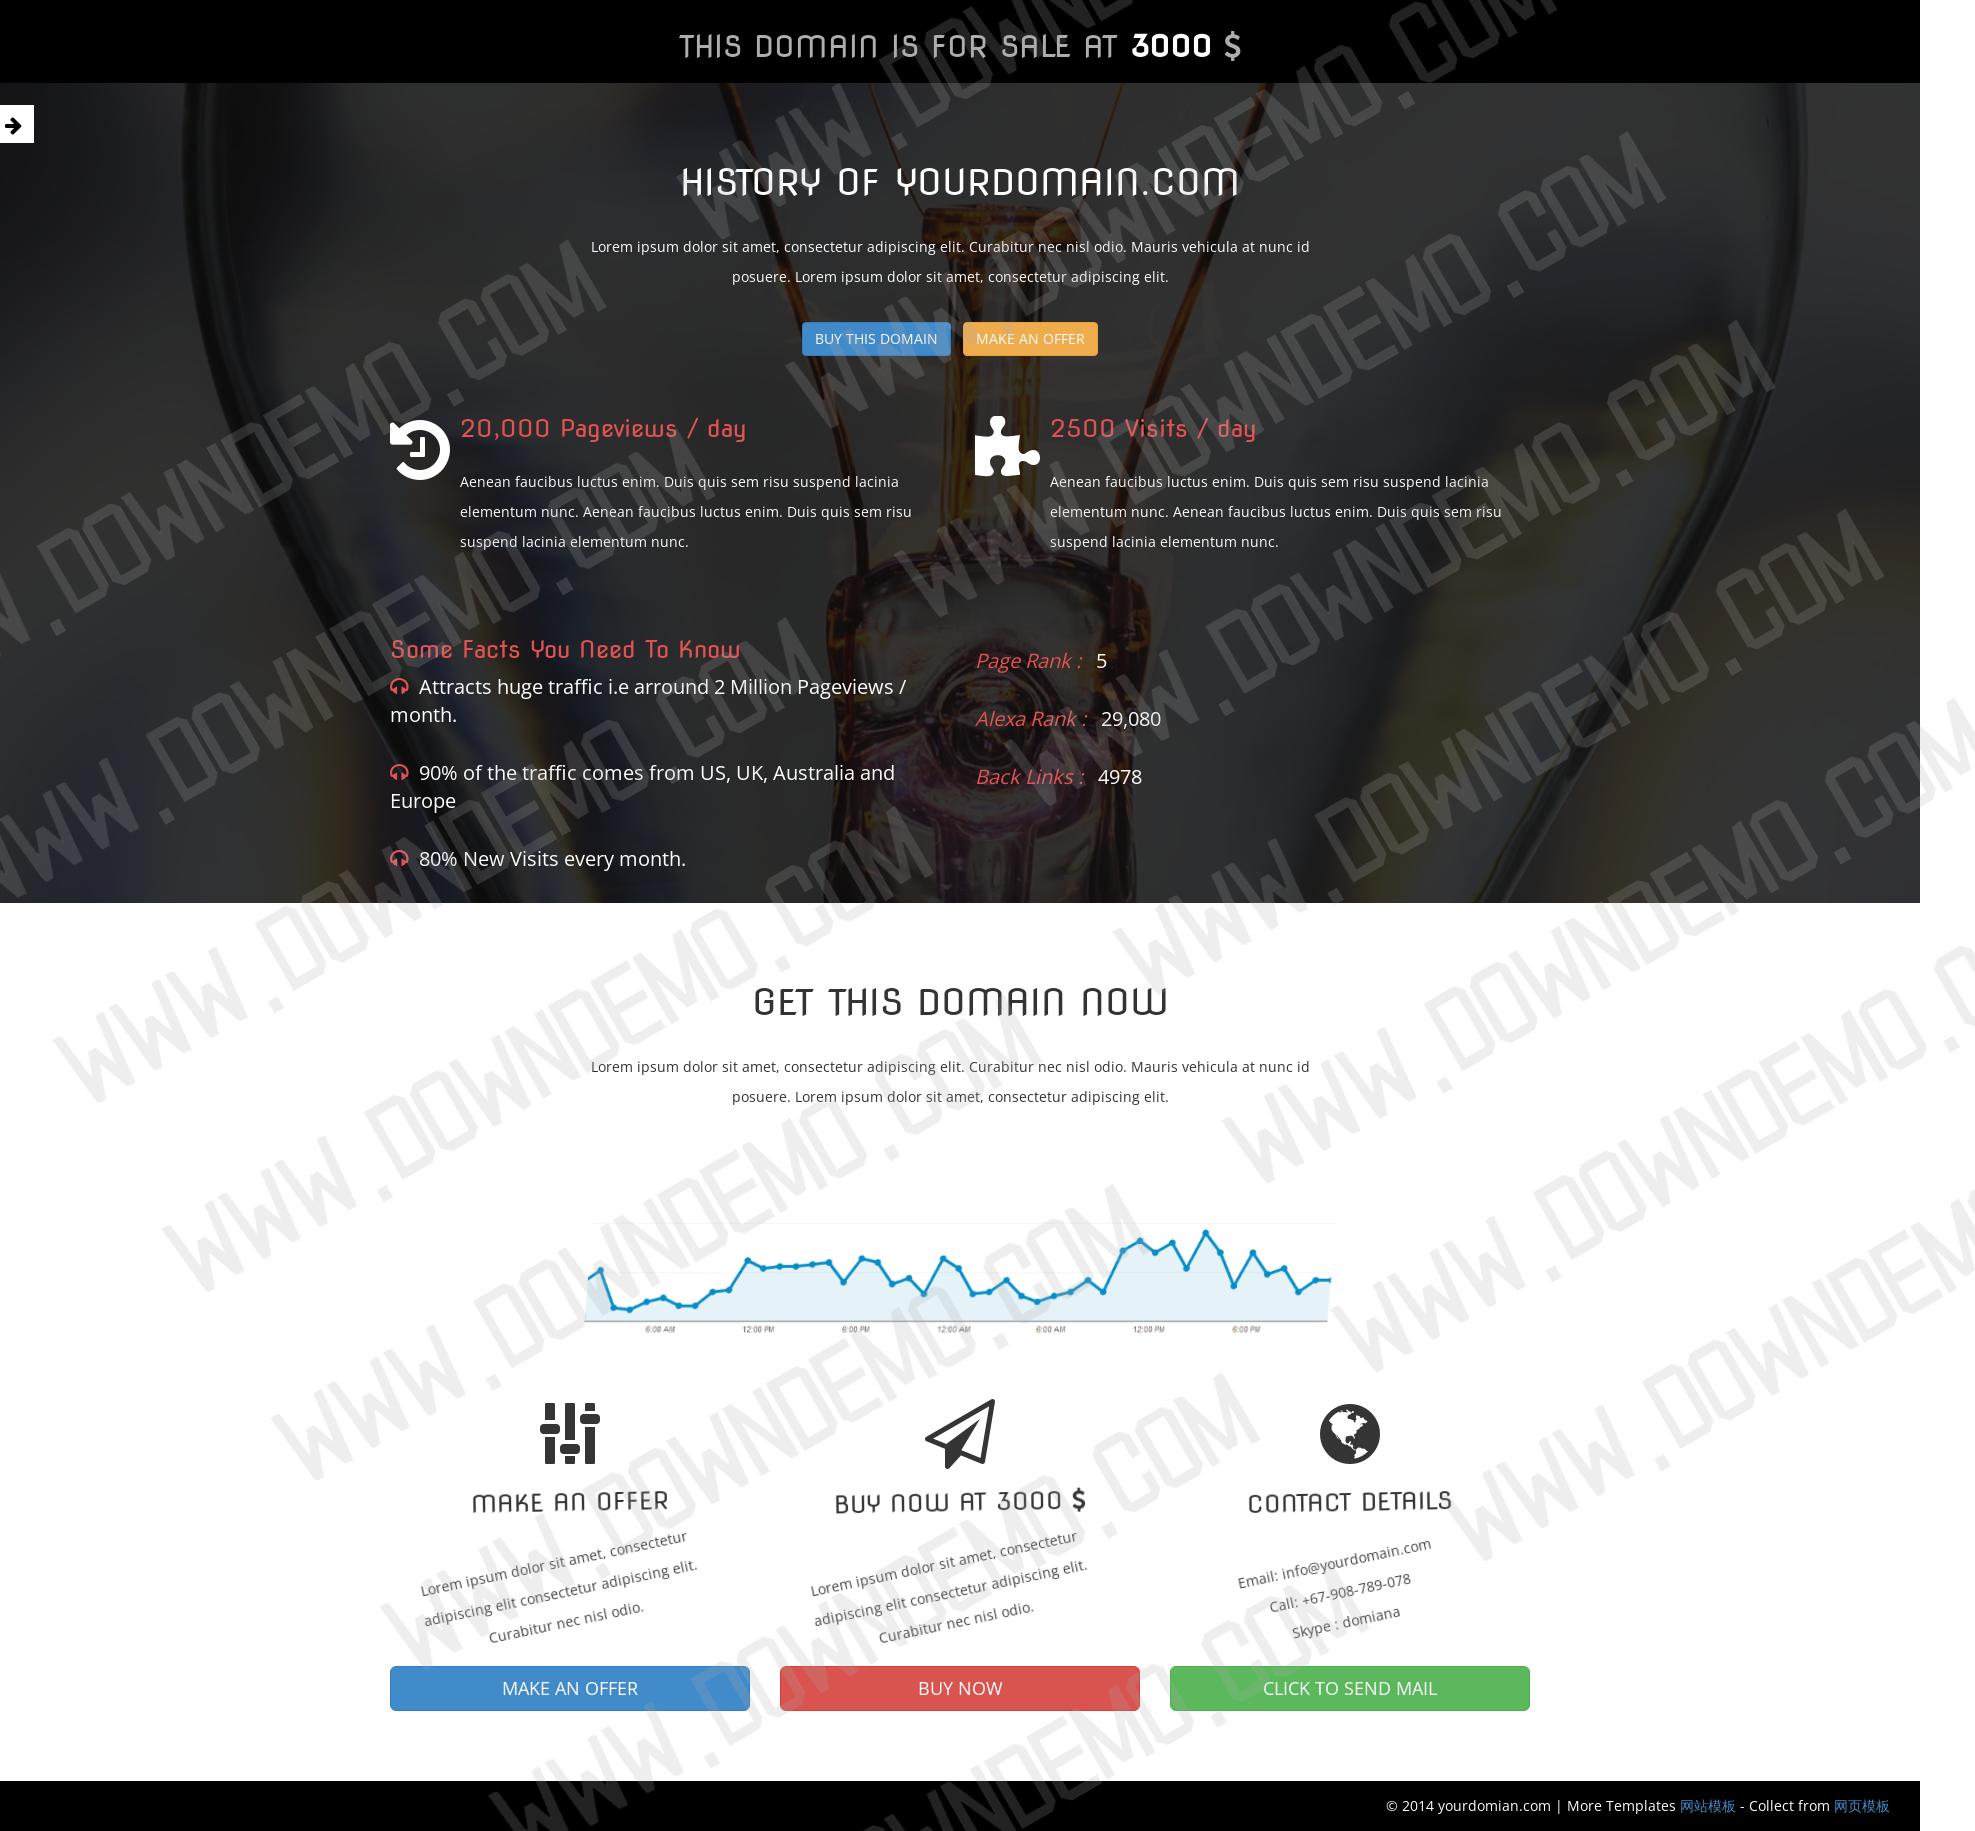 THIS DOMAIN IS FOR SALE AT 3000 $
HISTORY OF YOURDOMAIN.COM
Lorem ipsum dolor sit amet, consectetur adipiscing elit. Curabitur nec nisl odio. Mauris vehicula at nunc id
posuere. Lorem ipsum dolor sit amet, consectetur adipiscing elit.
BUY THIS DOMAIN
MAKE AN OFFER
20,000 Pageviews / day
Aenean faucibus luctus enim. Duis quis sem risu suspend lacinia
elementum nunc. Aenean faucibus luctus enim. Duis quis sem risu
suspend lacinia elementum nunc.
2500 Visits / day
Aenean faucibus luctus enim. Duis quis sem risu suspend lacinia
elementum nunc. Aenean faucibus luctus enim. Duis quis sem risu
suspend lacinia elementum nunc.
Some Facts You Need To Know
Attracts huge traffic i.e arround 2 Million Pageviews /
month.
90% of the traffic comes from US, UK, Australia and
Europe
80% New Visits every month.
Page Rank : 5
Alexa Rank : 29,080
Back Links : 4978
GET THIS DOMAIN NOW
Lorem ipsum dolor sit amet, consectetur adipiscing elit. Curabitur nec nisl odio. Mauris vehicula at nunc id
posuere. Lorem ipsum dolor sit amet, consectetur adipiscing elit.
6:00 AM 12:00 PM 6:00 PM 12:00 AM 6:00 AM 12:00 PM 6:00 PM
MAKE AN OFFER
Lorem ipsum dolor sit amet, consectetur
adipiscing elit consectetur adipiscing elit.
Curabitur nec nisl odio.
MAKE AN OFFER
BUY NOW AT 3000 $
Lorem ipsum dolor sit amet, consectetur
adipiscing elit consectetur adipiscing elit.
Curabitur nec nisl odio.
BUY NOW
CONTACT DETAILS
Email: info@yourdomain.com
Call: +67-908-789-078
Skype : domiana
CLICK TO SEND MAIL
© 2014 yourdomian.com | More Templates 网站模板 - Collect from 网页模板
WWW.DOWNDEMO.COM